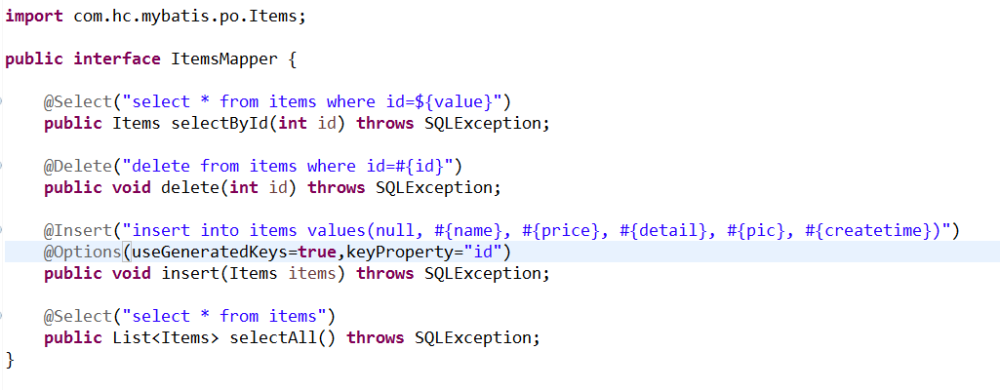 import com.hc.mybatis.po.Items;
public interface ItemsMapper {
@Select("select * from items where id=${value}")
public Items selectById(int id) throws SQLException;
@Delete("delete from items where id=#{id}")
public void delete(int id) throws SQLException;
@Insert("insert into items values(null, #{name}, #{price}, #{detail}, #{pic}, #{createtime})")
@Options(useGeneratedKeys=true,keyProperty="id")
public void insert(Items items) throws SQLException;
@Select("select * from items")
public List<Items> selectAll() throws SQLException;
}